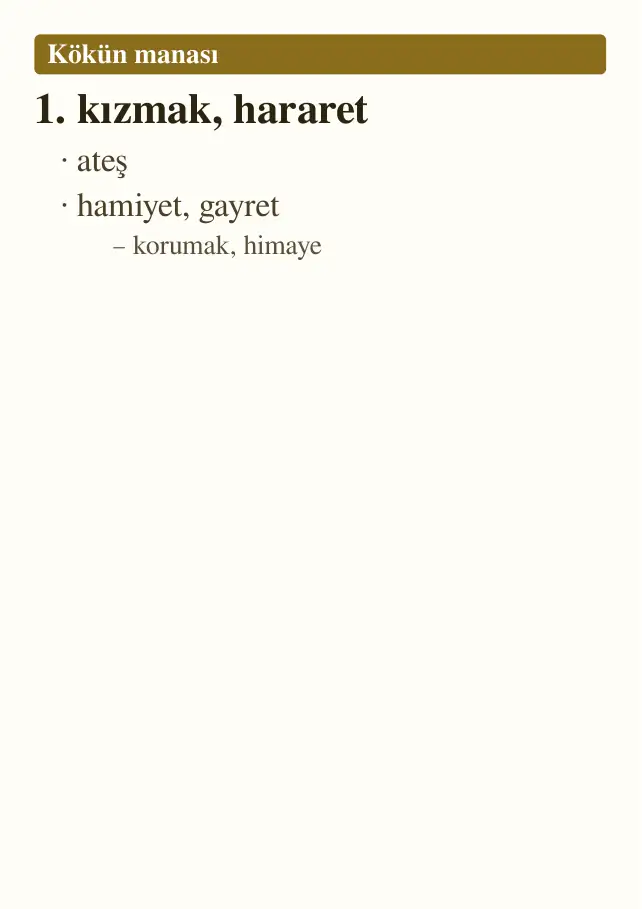 Kökün manası
1. kızmak, hararet
· ateş
· hamiyet, gayret
– korumak, himaye